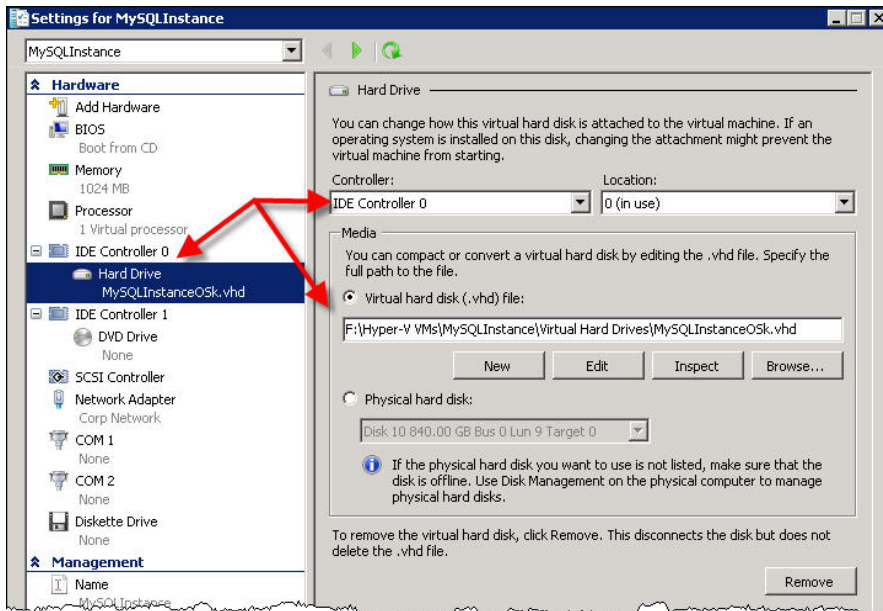 Settings for MySQLInstance
MySQLInstance
Hardware
Add Hardware
BIOS
Boot from CD
Memory
1024 MB
Processor
1 Virtual processor
IDE Controller 0
Hard Drive
MySQLInstanceOSk.vhd
IDE Controller 1
DVD Drive
None
SCSI Controller
Network Adapter
Corp Network
COM 1
None
COM 2
None
Diskette Drive
None
Management
Name
MySQLInstance
Hard Drive
You can change how this virtual hard disk is attached to the virtual machine. If an
operating system is installed on this disk, changing the attachment might prevent the
virtual machine from starting.
Controller:
Location:
IDE Controller 0
0 (in use)
Media
You can compact or convert a virtual hard disk by editing the .vhd file. Specify the
full path to the file.
Virtual hard disk (.vhd) file:
F:\Hyper-V VMs\MySQLInstance\Virtual Hard Drives\MySQLInstanceOSk.vhd
New
Edit
Inspect
Browse...
Physical hard disk:
Disk 10 840.00 GB Bus 0 Lun 9 Target 0
If the physical hard disk you want to use is not listed, make sure that the
disk is offline. Use Disk Management on the physical computer to manage
physical hard disks.
To remove the virtual hard disk, click Remove. This disconnects the disk but does not
delete the .vhd file.
Remove